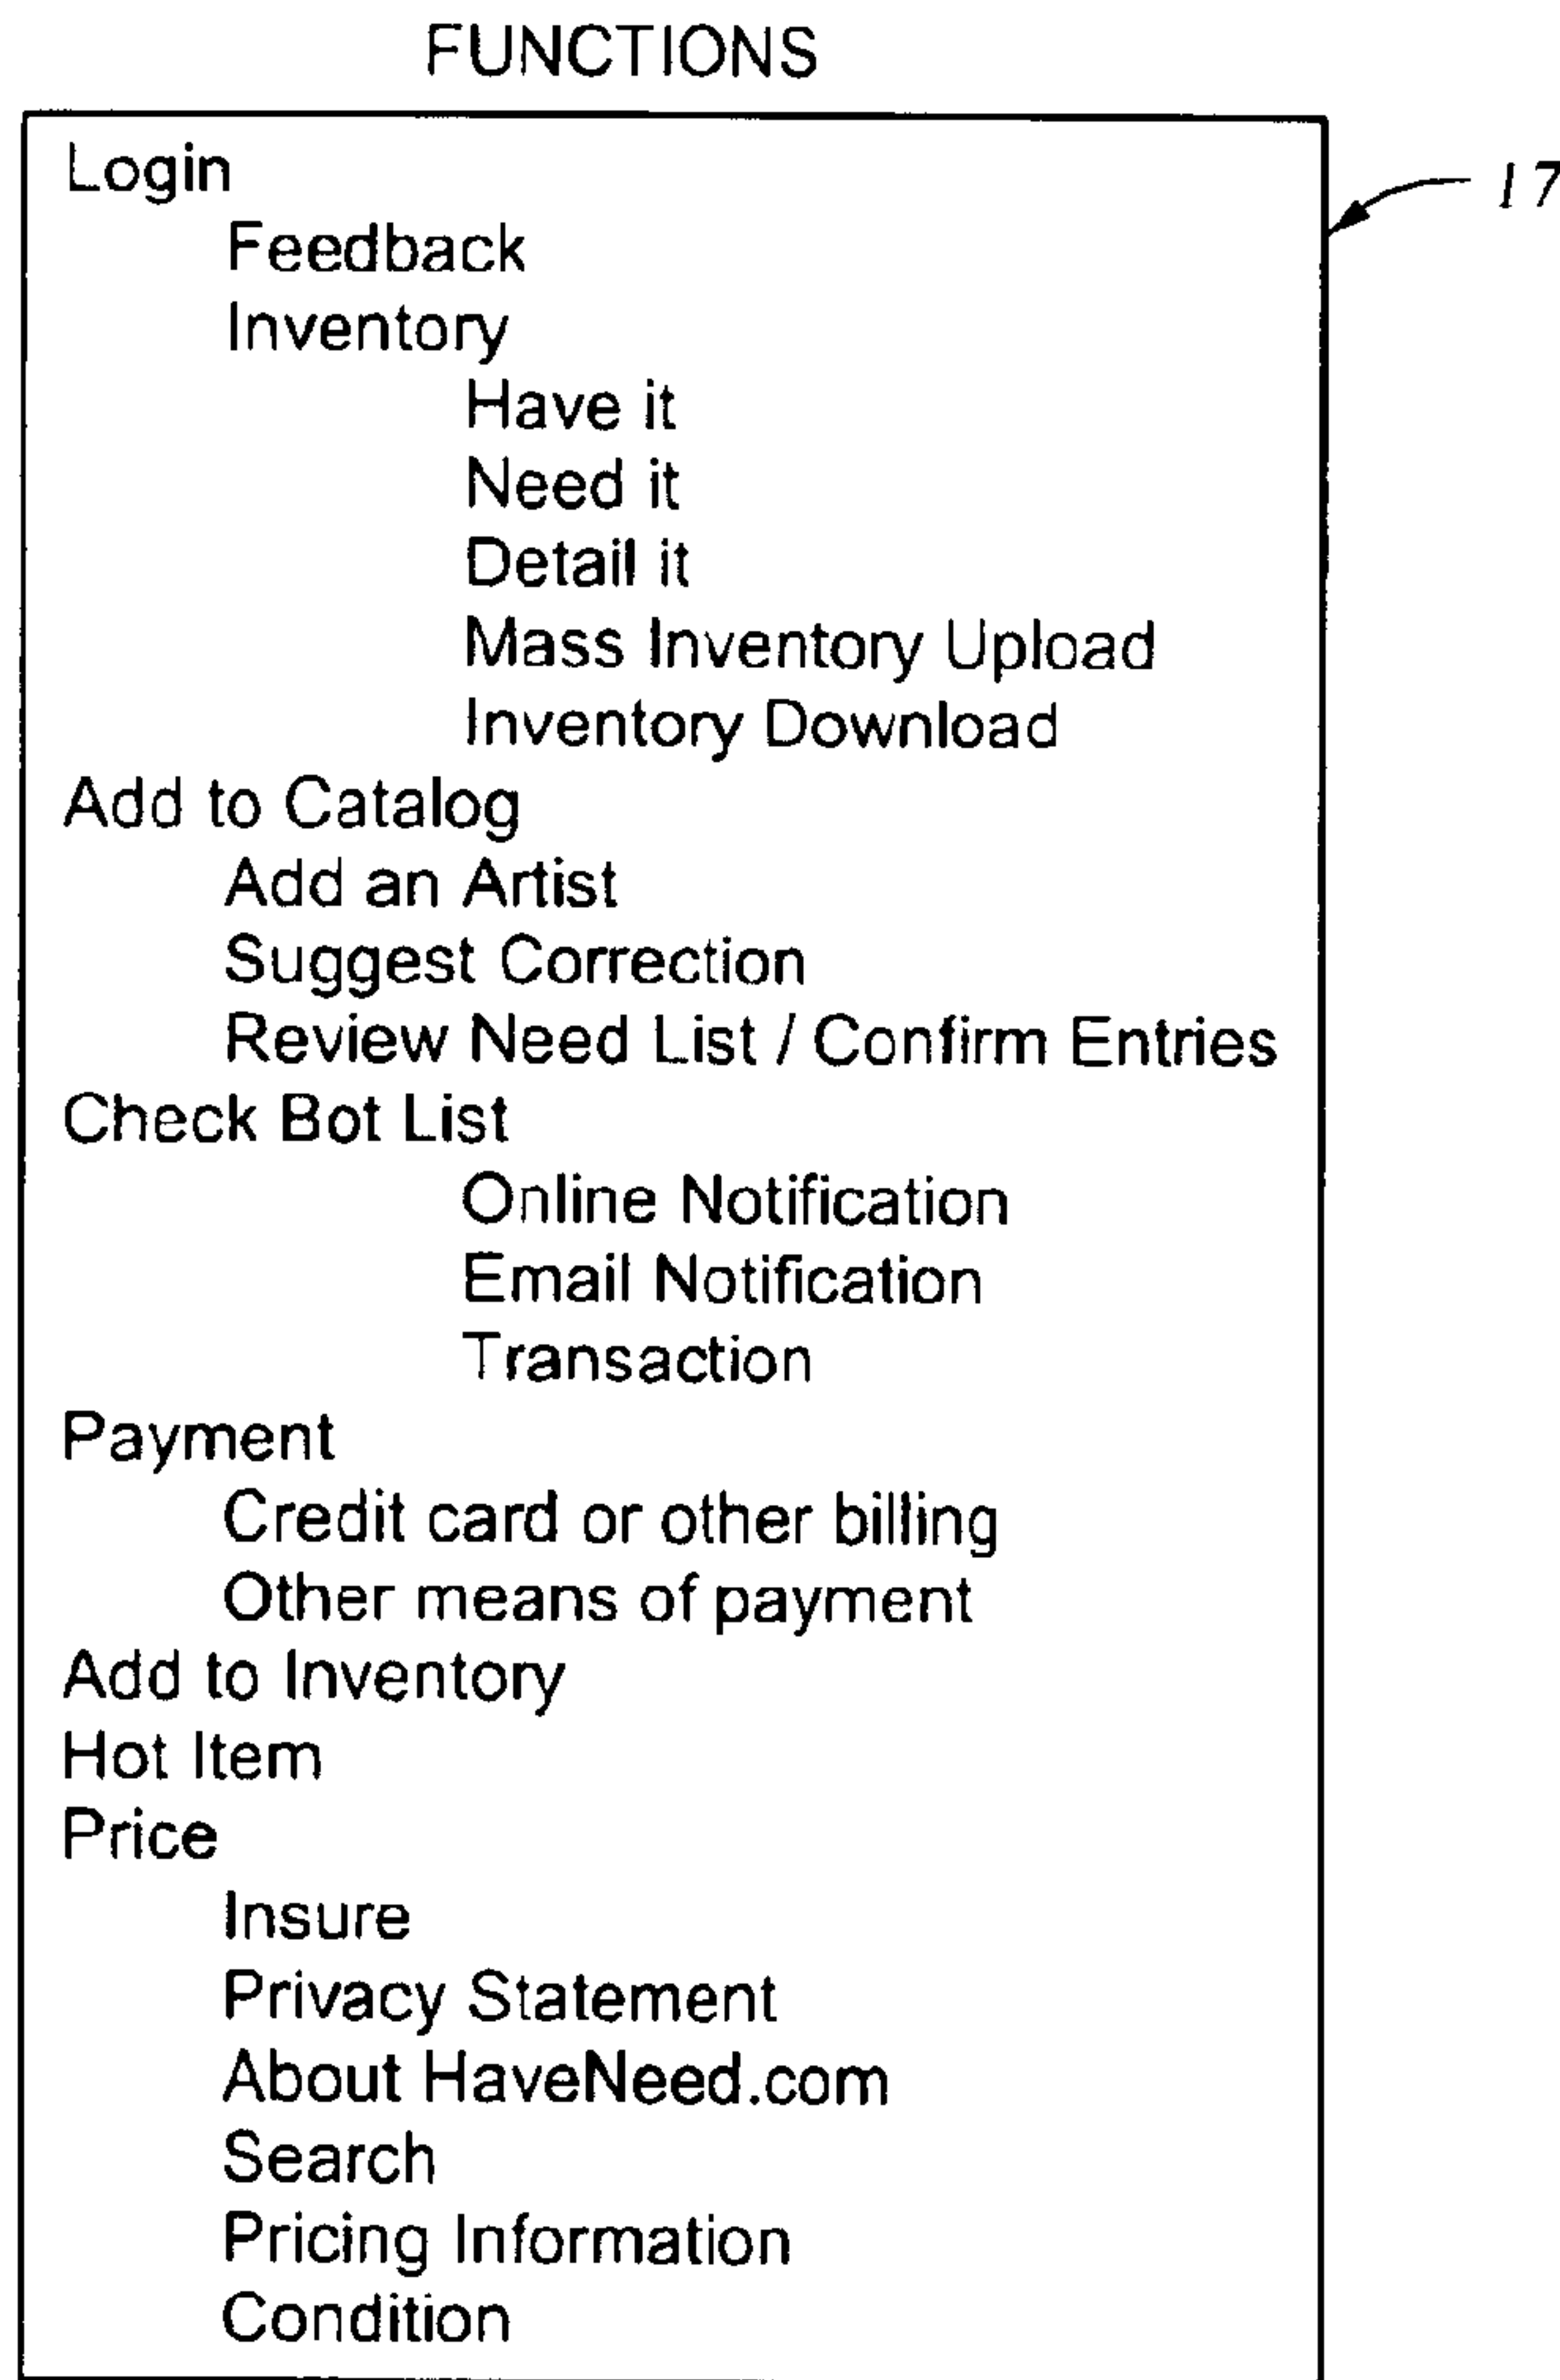 FUNCTIONS
Login
17
Feedback
Inventory
Have it
Need it
Detail it
Mass Inventory Upload
Inventory Download
Add to Catalog
Add an Artist
Suggest Correction
Review Need List / Confirm Entries
Check Bot List
Online Notification
Email Notification
Transaction
Payment
Credit card or other billing
Other means of payment
Add to Inventory
Hot Item
Price
Insure
Privacy Statement
About HaveNeed.com
Search
Pricing Information
Condition